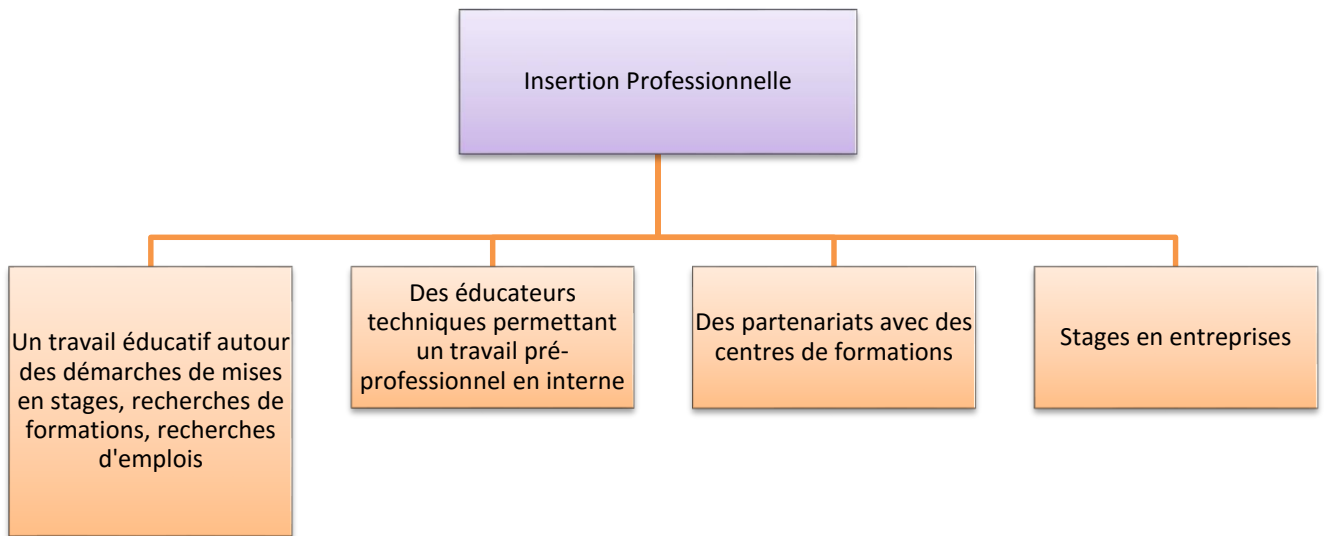 Insertion Professionnelle
Un travail éducatif autour
des démarches de mises
en stages, recherches de
formations, recherches
d'emplois
Des éducateurs
techniques permettant
un travail pré-
professionnel en interne
Des partenariats avec des
centres de formations
Stages en entreprises